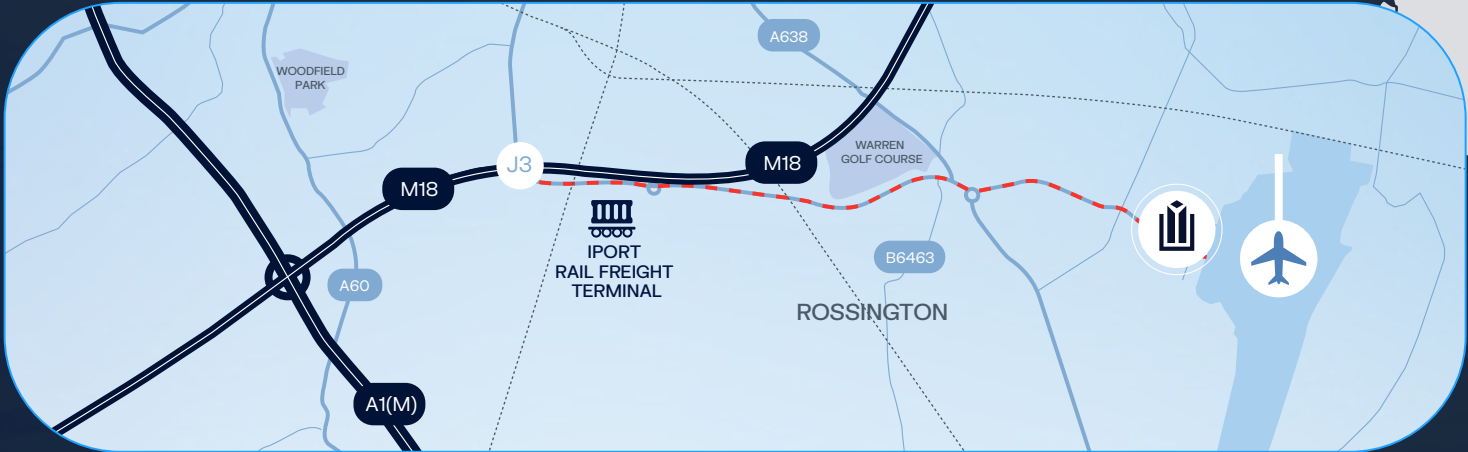 A638
WOODFIELD
PARK
WARREN
GOLF COURSE
J3
M18
M18
IPORT
RAIL FREIGHT
TERMINAL
B6463
A60
ROSSINGTON
A1(M)